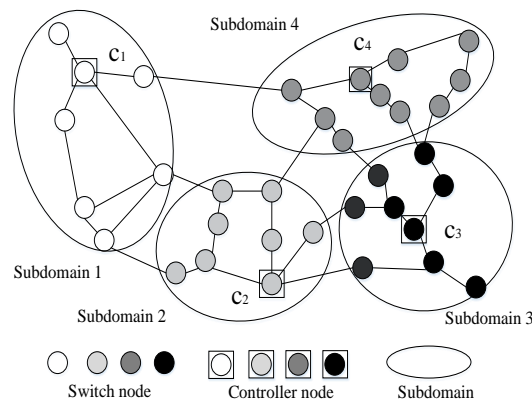 Subdomain 4
c1
c4
c3
Subdomain 1
c2
Subdomain 2
Subdomain 3
Switch node
Controller node
Subdomain